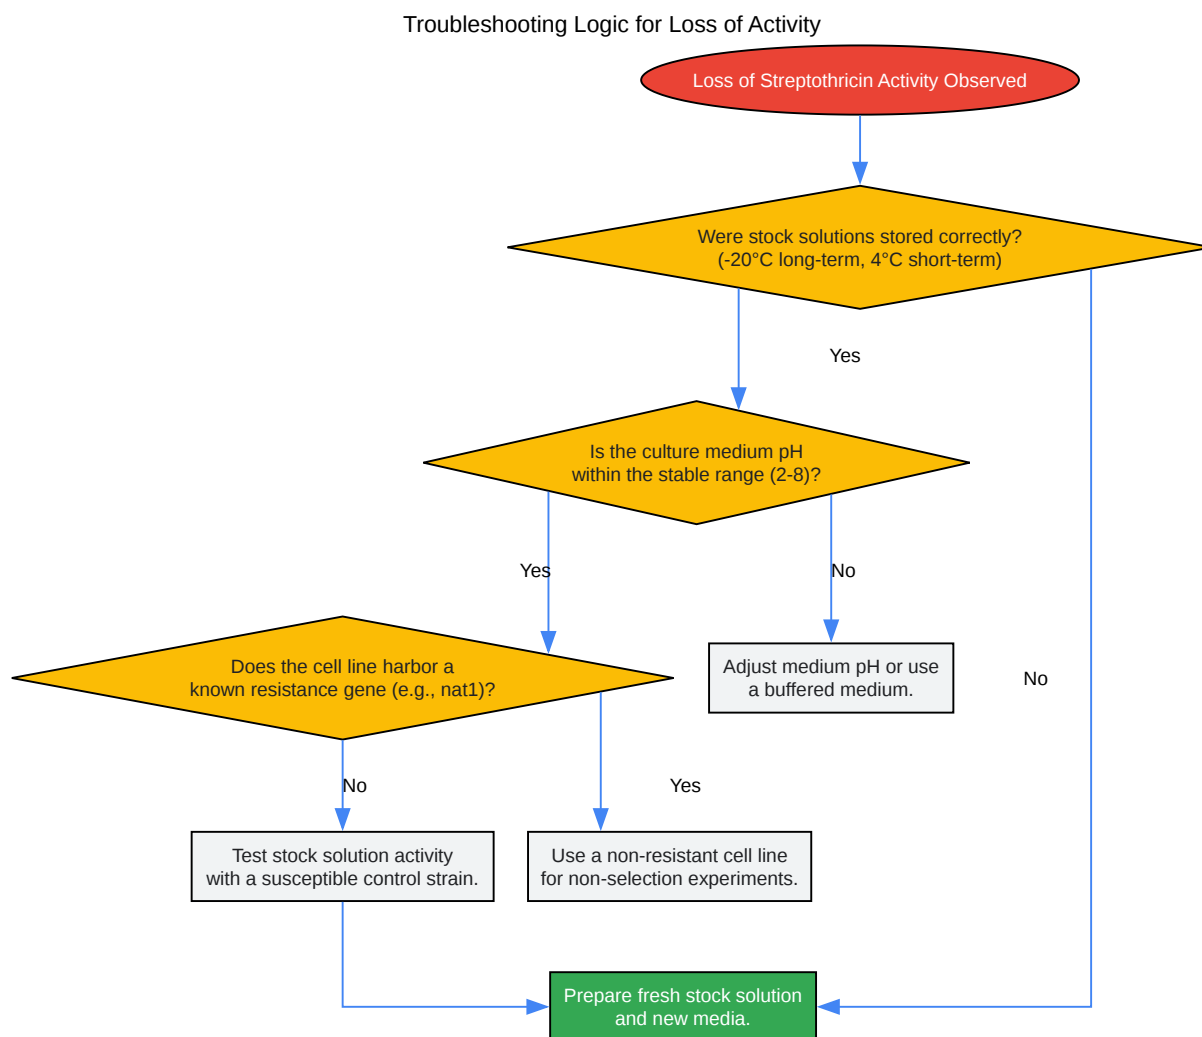 Troubleshooting Logic for Loss of Activity
Loss of Streptothricin Activity Observed
Were stock solutions stored correctly?
(-20°C long-term, 4°C short-term)
Yes
Is the culture medium pH
within the stable range (2-8)?
Yes
No
Does the cell line harbor a
known resistance gene (e.g., nat1)?
Adjust medium pH or use
a buffered medium.
No
No
Yes
Test stock solution activity
with a susceptible control strain.
Use a non-resistant cell line
for non-selection experiments.
Prepare fresh stock solution
and new media.